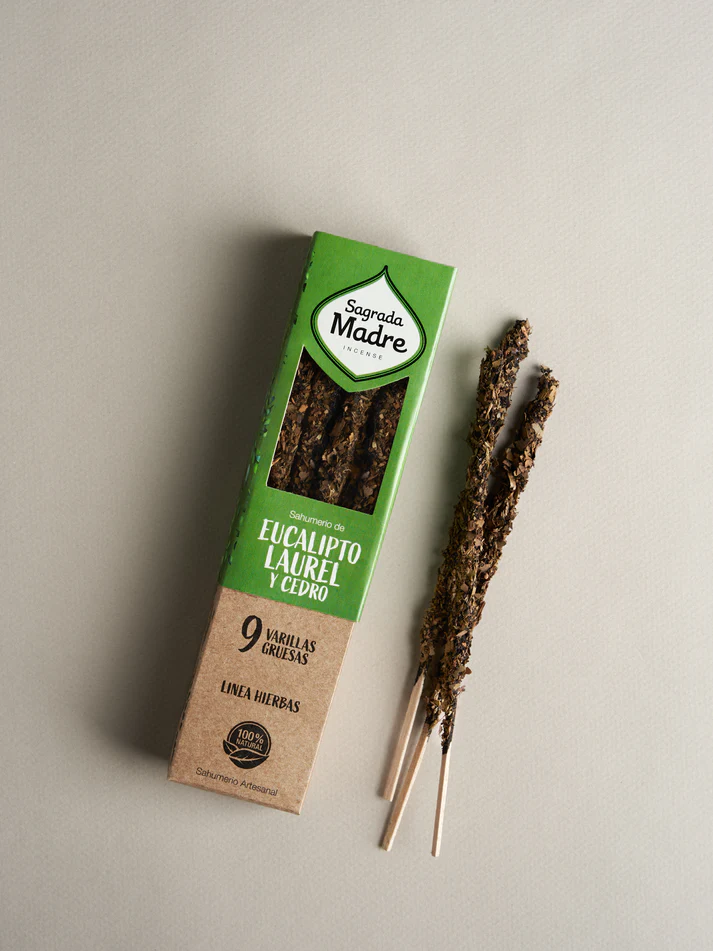 Sagrada
Madre
INCENSE
Sahumerio de
EUCALIPTO
LAUREL
Y CEDRO
9 VARILLAS
GRUESAS
LINEA HIERBAS
100%
NATURAL
Sahumerio Artesanal